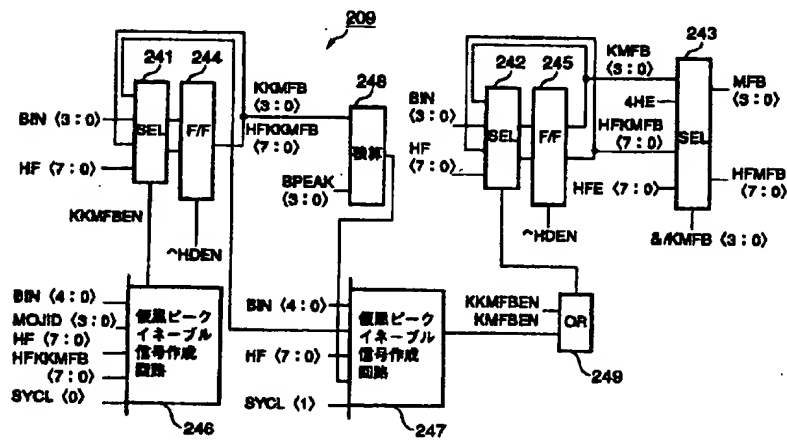 209
241
244
KKMFB
(3:0)
248
BIN (3:0)
SEL
F/F
HFKKMFB
(7:0)
積算
HF (7:0)
BPEAK
(3:0)
KKMFBEN
^HDEN
BIN (4:0)
MOJID (3:0)
HF (7:0)
HFKKMFB
(7:0)
SYCL (0)
仮黒ピーク
イネーブル
信号作成
回路
246
BIN (4:0)
HF (7:0)
SYCL (1)
仮黒ピーク
イネーブル
信号作成
回路
247
242
245
243
KMFB
(3:0)
MFB
(3:0)
BIN
(3:0)
4HE
SEL
F/F
HFKMFB
(7:0)
SEL
HF
(7:0)
HFE (7:0)
HFMFB
(7:0)
^HDEN
&/KMFB (3:0)
KKMFBEN
KMFBEN
OR
249